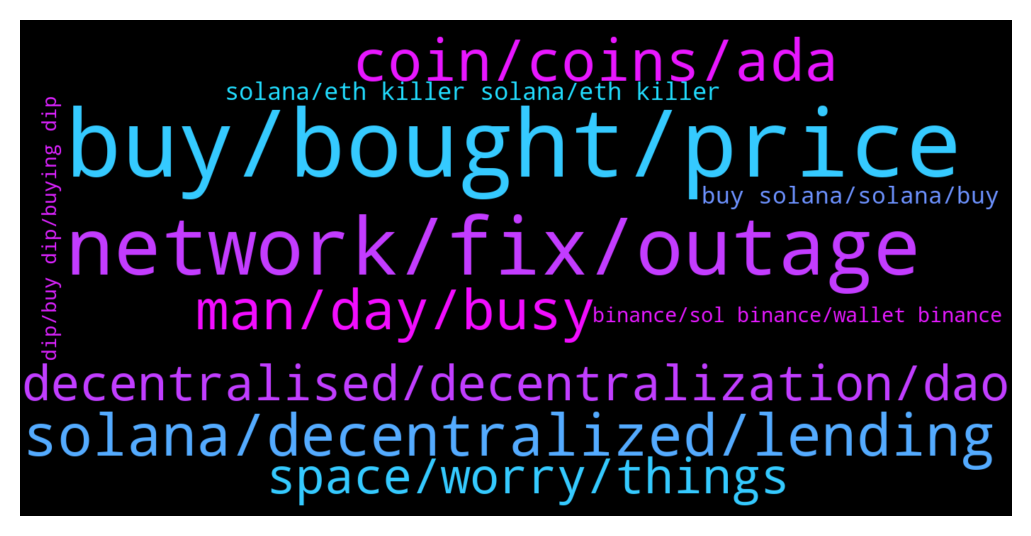 coin/coins/ada
solana/eth killer solana/eth killer
buy/bought/price
dip/buy dip/buying dip
buy solana/solana/buy
network/fix/outage
man/day/busy
binance/sol binance/wallet binance
decentralised/decentralization/dao
solana/decentralized/lending
space/worry/things